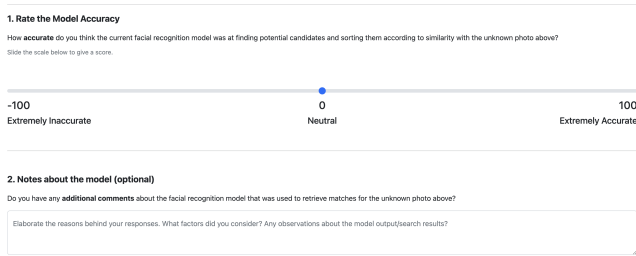 1. Rate the Model Accuracy
How accurate do you think the current facial recognition model was at finding potential candidates and sorting them according to similarity with the unknown photo above?
Slide the scale below to give a score.
-100 0 100
Extremely Inaccurate Neutral Extremely Accurate
2. Notes about the model (optional)
Do you have any additional comments about the facial recognition model that was used to retrieve matches for the unknown photo above?
Elaborate the reasons behind your responses. What factors did you consider? Any observations about the model output/search results?